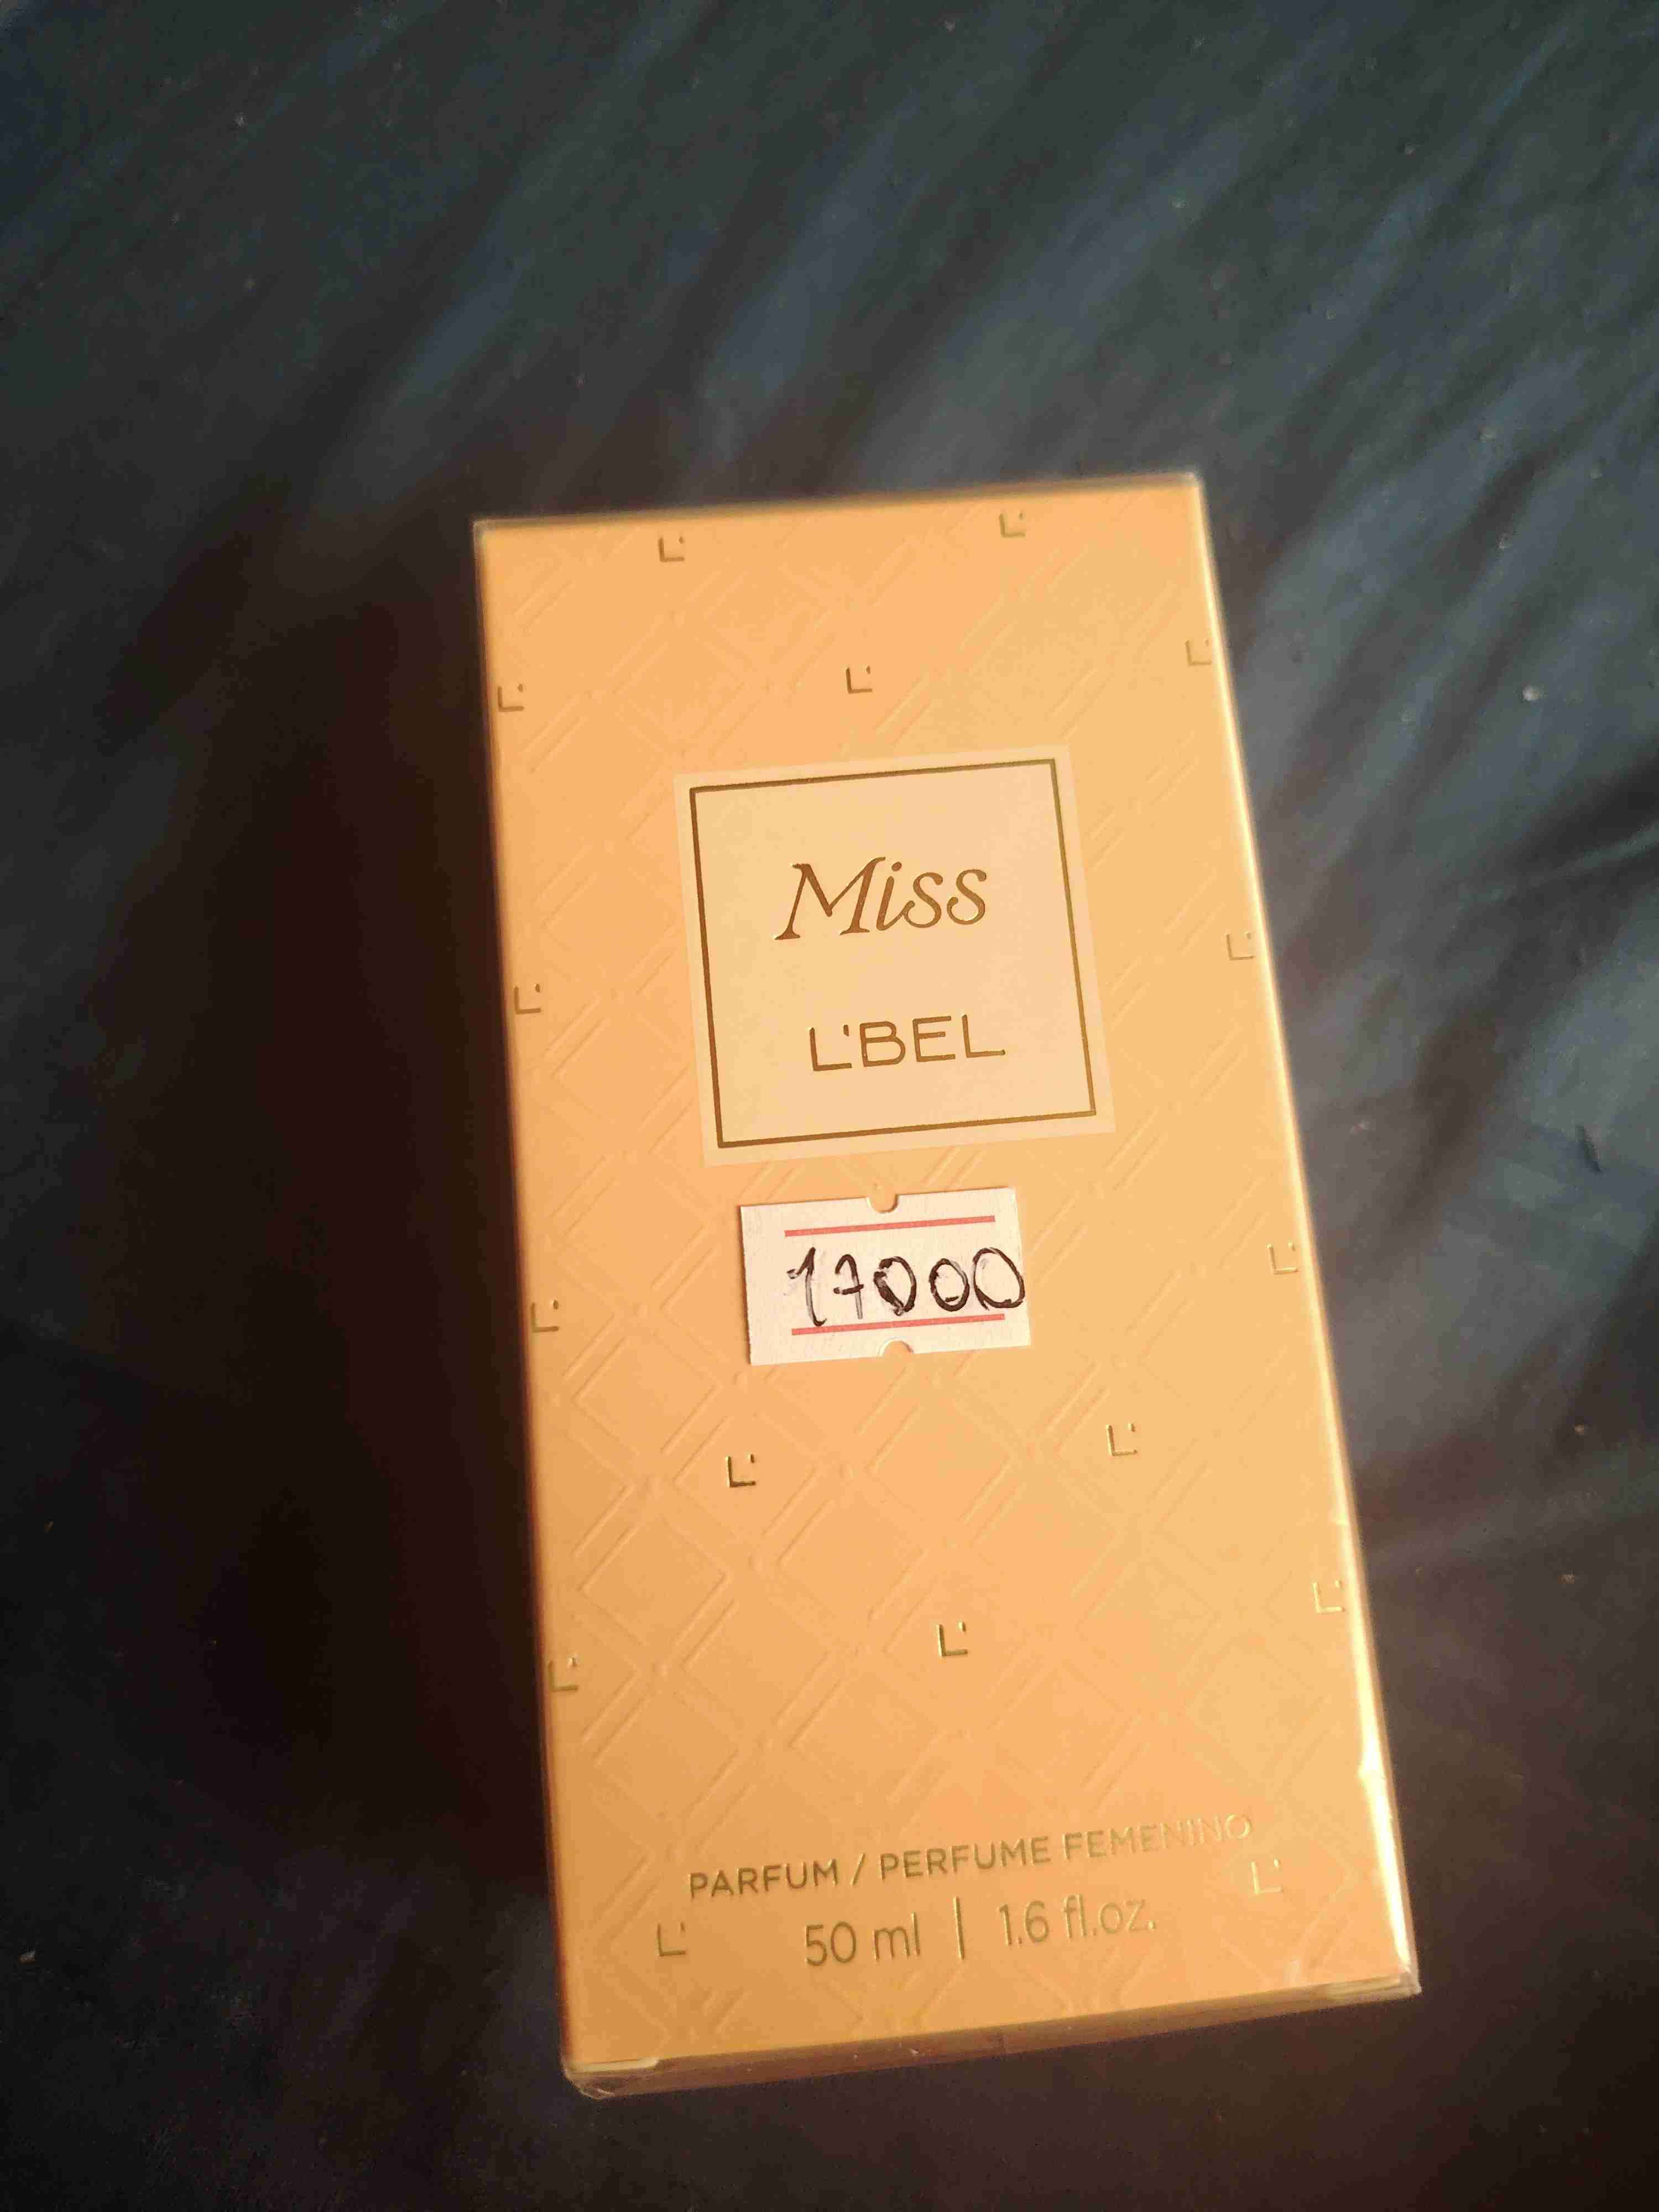 Miss
L'BEL
17000
PARFUM / PERFUME FEMENINO
50 ml | 1.6 fl.oz.